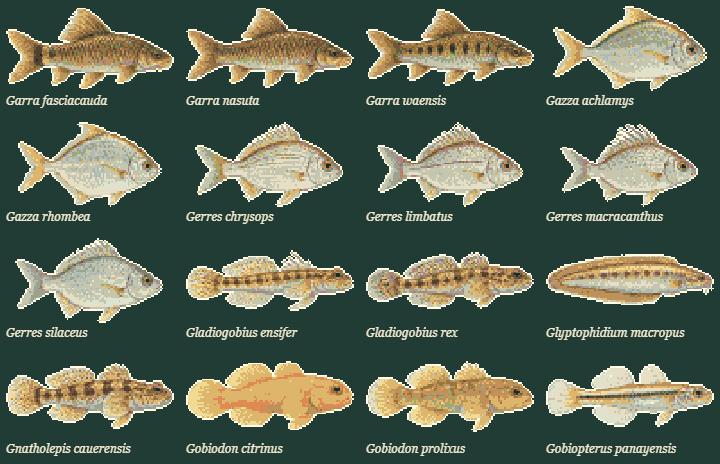 Garra fasciacauda
Garra nasuta
Garra waensis
Gazza achlamys
Gazza rhombea
Gerres chrysops
Gerres limbatus
Gerres macracanthus
Gerres silaceus
Gladiogobius ensifer
Gladiogobius rex
Glyptophidium macropus
Gnatholepis cauerensis
Gobiodon citrinus
Gobiodon prolixus
Gobiopterus panayensis